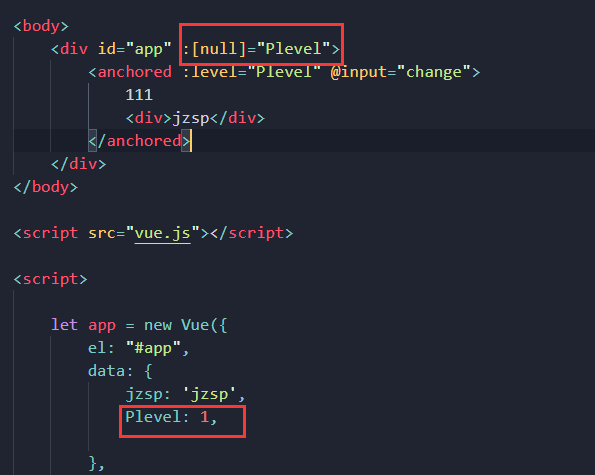 <body>
<div id="app" :[null]="Plevel">
<anchored :level="Plevel" @input="change">
111
<div>jzsp</div>
</anchored>
</div>
</body>
<script src="vue.js"></script>
<script>
let app = new Vue({
el: "#app",
data: {
jzsp: 'jzsp',
Plevel: 1,
},